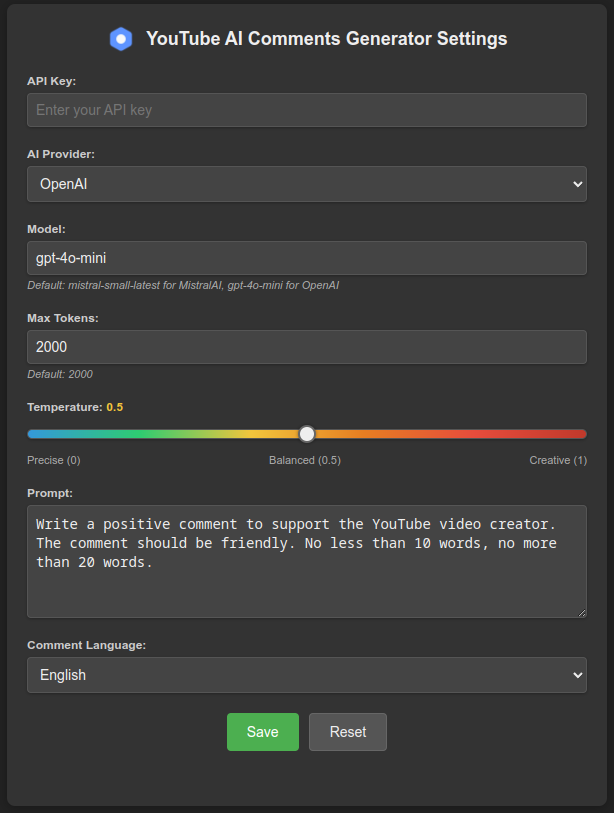 YouTube AI Comments Generator Settings
API Key:
Enter your API key
AI Provider:
OpenAI
Model:
gpt-4o-mini
Default: mistral-small-latest for MistralAI, gpt-4o-mini for OpenAI
Max Tokens:
2000
Default: 2000
Temperature: 0.5
Precise (0) Balanced (0.5) Creative (1)
Prompt:
Write a positive comment to support the YouTube video creator.
The comment should be friendly. No less than 10 words, no more
than 20 words.
Comment Language:
English
Save Reset